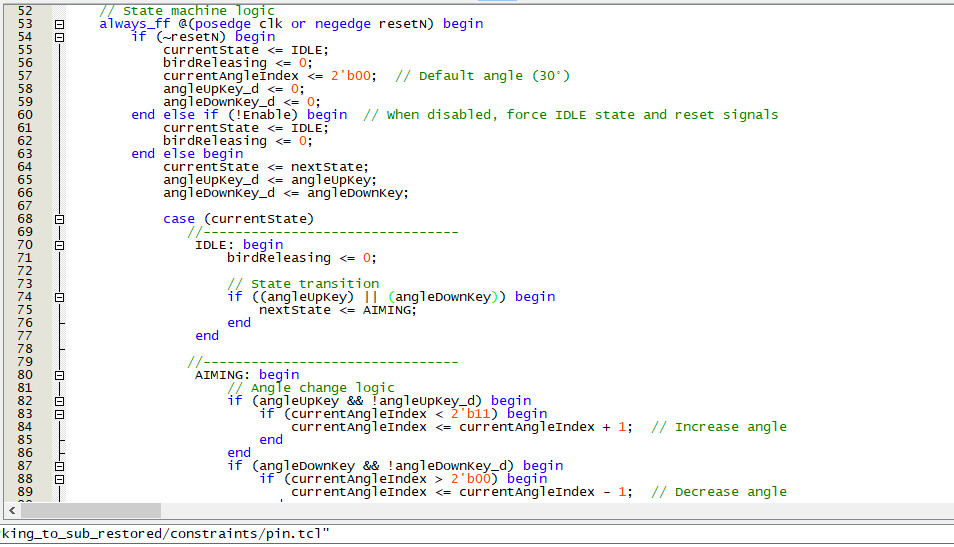 52 // State machine logic
53 always_ff @(posedge clk or negedge resetN) begin
54 if (~resetN) begin
55 currentState <= IDLE;
56 birdReleasing <= 0;
57 currentAngleIndex <= 2'b00; // Default angle (30°)
58 angleUpKey_d <= 0;
59 angleDownKey_d <= 0;
60 end else if (!Enable) begin // When disabled, force IDLE state and reset signals
61 currentState <= IDLE;
62 birdReleasing <= 0;
63 end else begin
64 currentState <= nextState;
65 angleUpKey_d <= angleUpKey;
66 angleDownKey_d <= angleDownKey;
67
68 case (currentState)
69 //--------------------------------
70 IDLE: begin
71 birdReleasing <= 0;
72
73 // State transition
74 if ((angleUpKey) || (angleDownKey)) begin
75 nextState <= AIMING;
76 end
77 end
78
79 //--------------------------------
80 AIMING: begin
81 // Angle change logic
82 if (angleUpKey && !angleUpKey_d) begin
83 if (currentAngleIndex < 2'b11) begin
84 currentAngleIndex <= currentAngleIndex + 1; // Increase angle
85 end
86 end
87 if (angleDownKey && !angleDownKey_d) begin
88 if (currentAngleIndex > 2'b00) begin
89 currentAngleIndex <= currentAngleIndex - 1; // Decrease angle
king_to_sub_restored/constraints/pin.tcl"